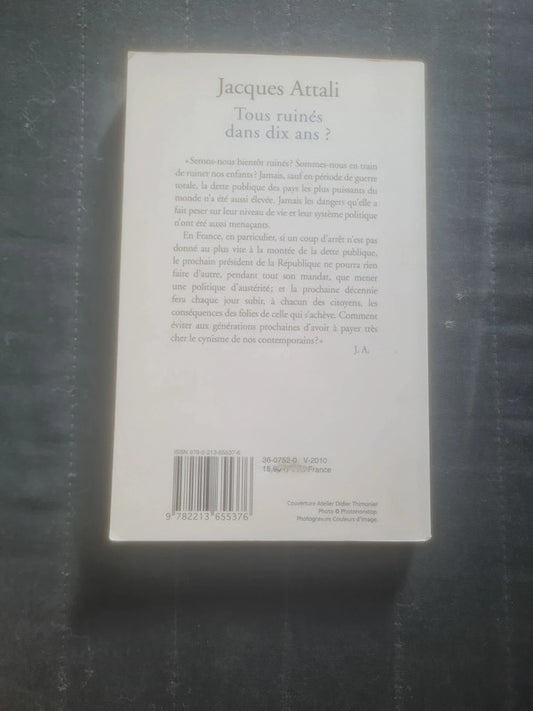 Jacques Attali
Tous ruinés
dans dix ans ?
« Serons-nous bientôt ruinés ? Sommes-nous en train
de ruiner nos enfants ? Jamais, sauf en période de guerre
totale, la dette publique des pays les plus puissants du
monde n'a été aussi élevée. Jamais les dangers qu'elle a
fait peser sur leur niveau de vie et leur système politique
n'ont été aussi menaçants.
En France, en particulier, si un coup d'arrêt n'est pas
donné au plus vite à la montée de la dette publique,
le prochain président de la République ne pourra rien
faire d'autre, pendant tout son mandat, que mener
une politique d'austérité ; et la prochaine décennie
fera chaque jour subir, à chacun des citoyens, les
conséquences des folies de celle qui s'achève. Comment
éviter aux générations prochaines d'avoir à payer très
cher le cynisme de nos contemporains ? »
J. A.
ISBN 978-2-213-65537-6
36-0752-0 V-2010
France
9 782213 655376
Couverture Atelier Didier Thimonier
Photo © Photononstop
Photogravure Couleurs d'image